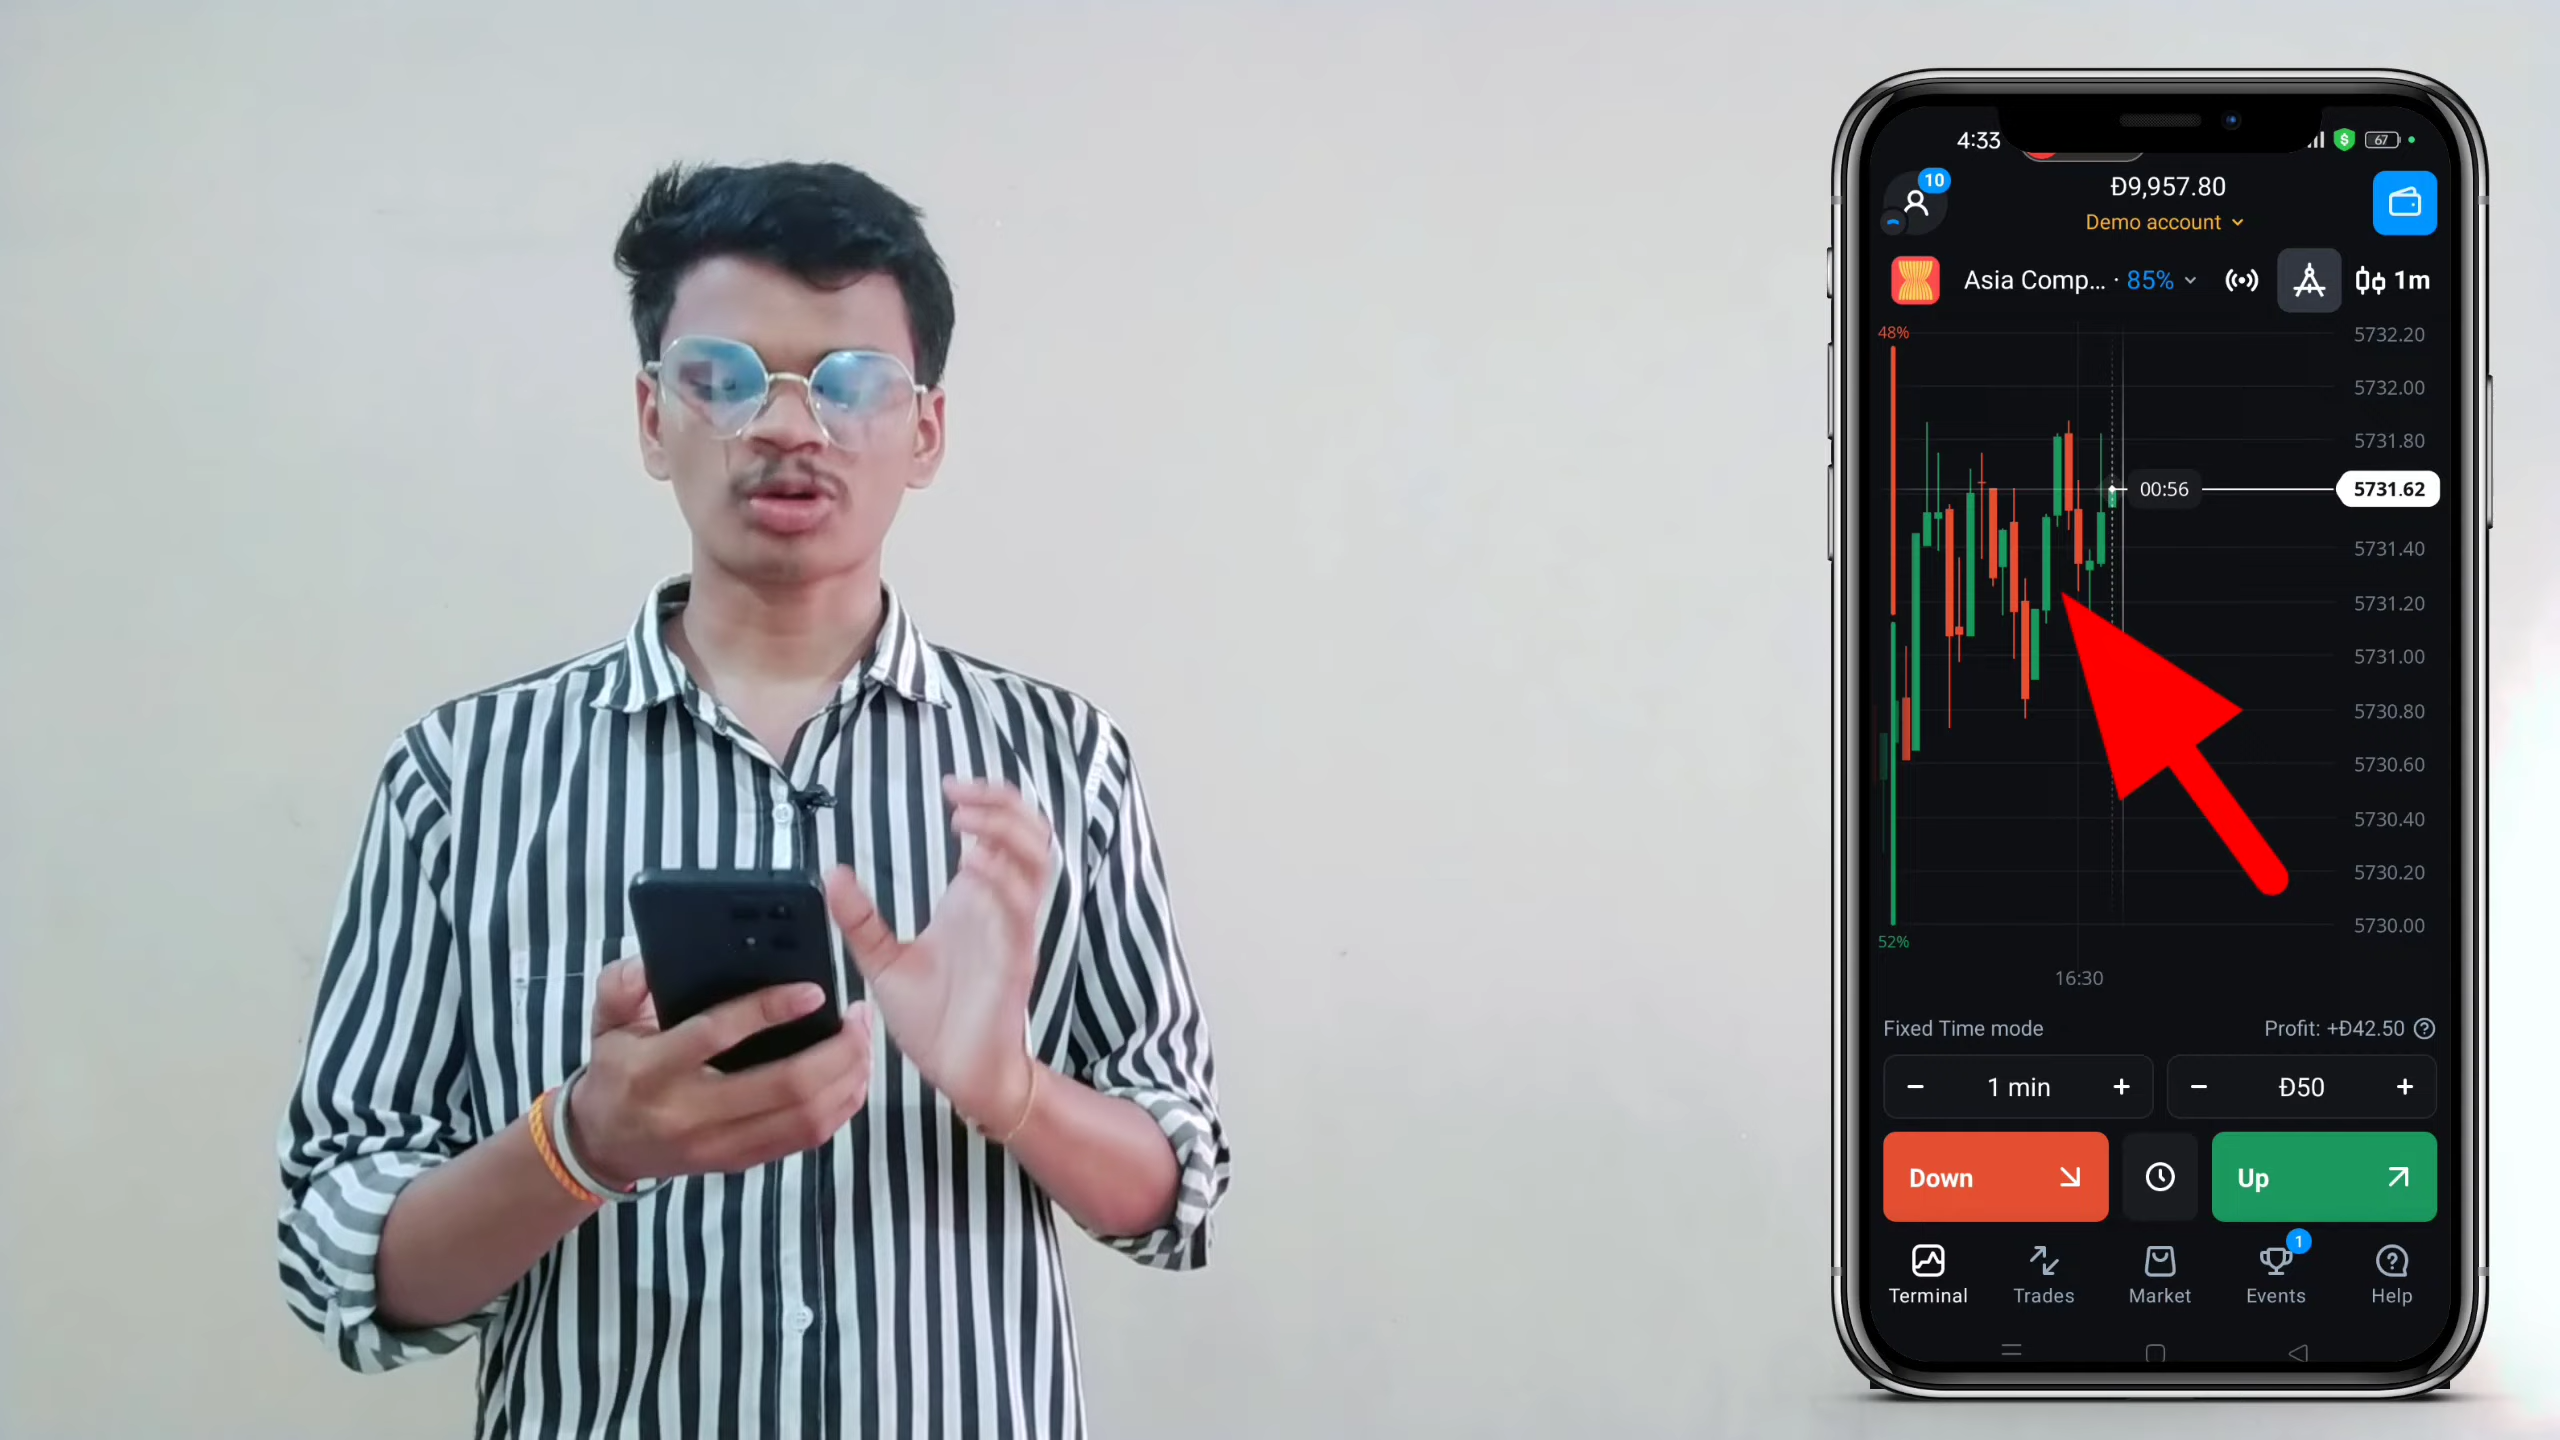 4:33
67
10
Đ9,957.80
Demo account
Asia Comp... · 85%
1m
48%
5732.20
5732.00
5731.80
00:56
5731.62
5731.40
5731.20
5731.00
5730.80
5730.60
5730.40
5730.20
5730.00
52%
16:30
Fixed Time mode
Profit: +Đ42.50
− 1 min +
− Đ50 +
Down
Up
1
Terminal
Trades
Market
Events
Help